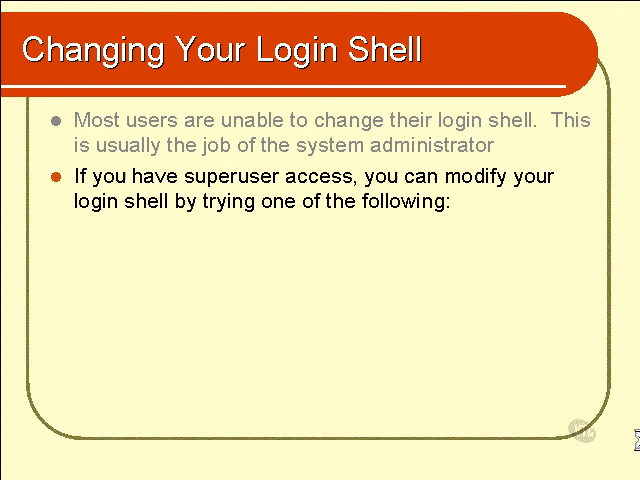 Changing Your Login Shell
Most users are unable to change their login shell.  This
is usually the job of the system administrator
If you have superuser access, you can modify your
login shell by trying one of the following: